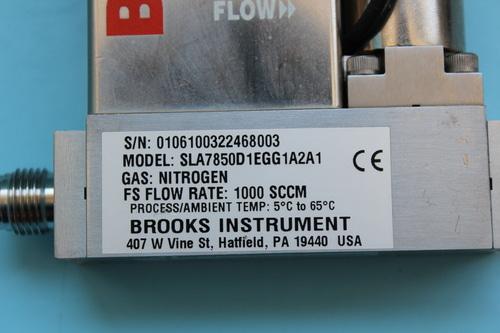 B
FLOW>>
S/N: 0106100322468003
MODEL: SLA7850D1EGG1A2A1
GAS: NITROGEN
FS FLOW RATE: 1000 SCCM
PROCESS/AMBIENT TEMP: 5°C to 65°C
BROOKS INSTRUMENT
407 W Vine St, Hatfield, PA 19440 USA
CE